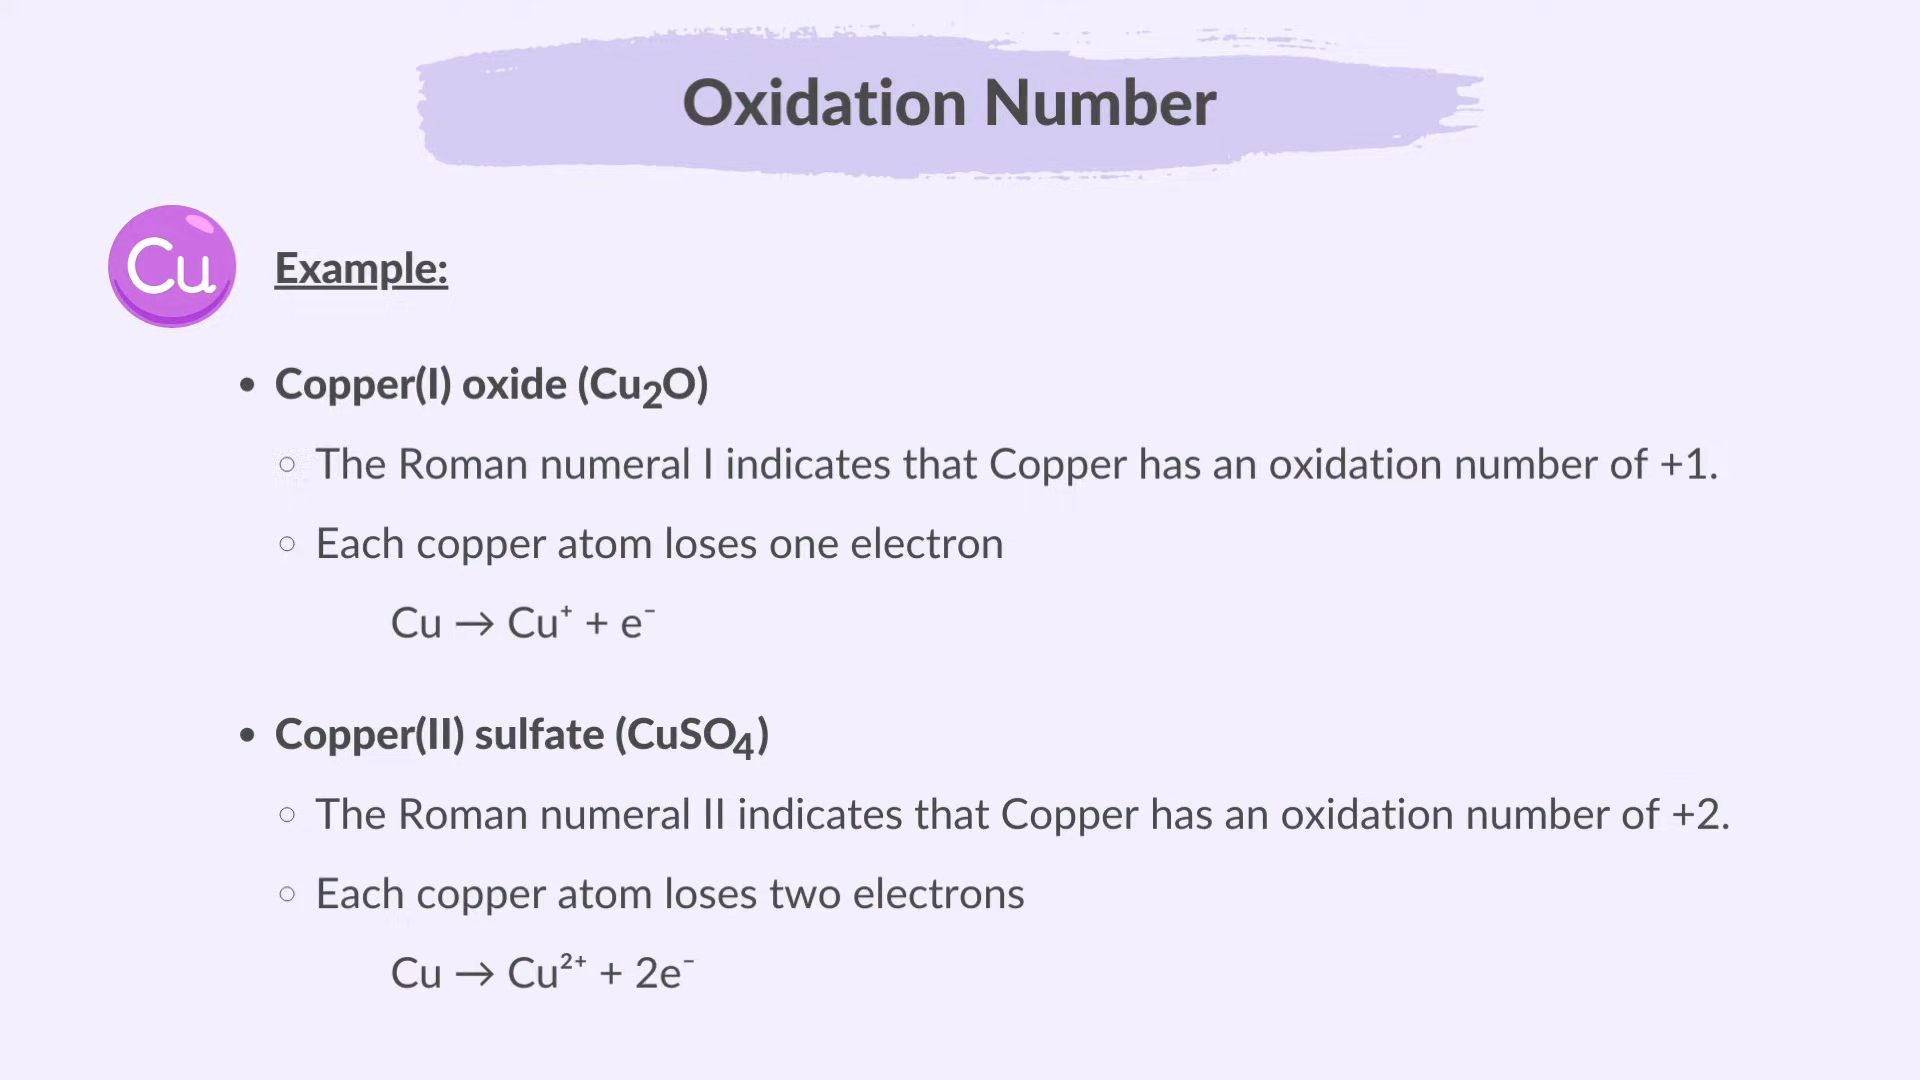 Oxidation Number
Cu
Example:
• Copper(I) oxide (Cu₂O)
○ The Roman numeral I indicates that Copper has an oxidation number of +1.
○ Each copper atom loses one electron
Cu → Cu⁺ + e⁻
• Copper(II) sulfate (CuSO₄)
○ The Roman numeral II indicates that Copper has an oxidation number of +2.
○ Each copper atom loses two electrons
Cu → Cu²⁺ + 2e⁻